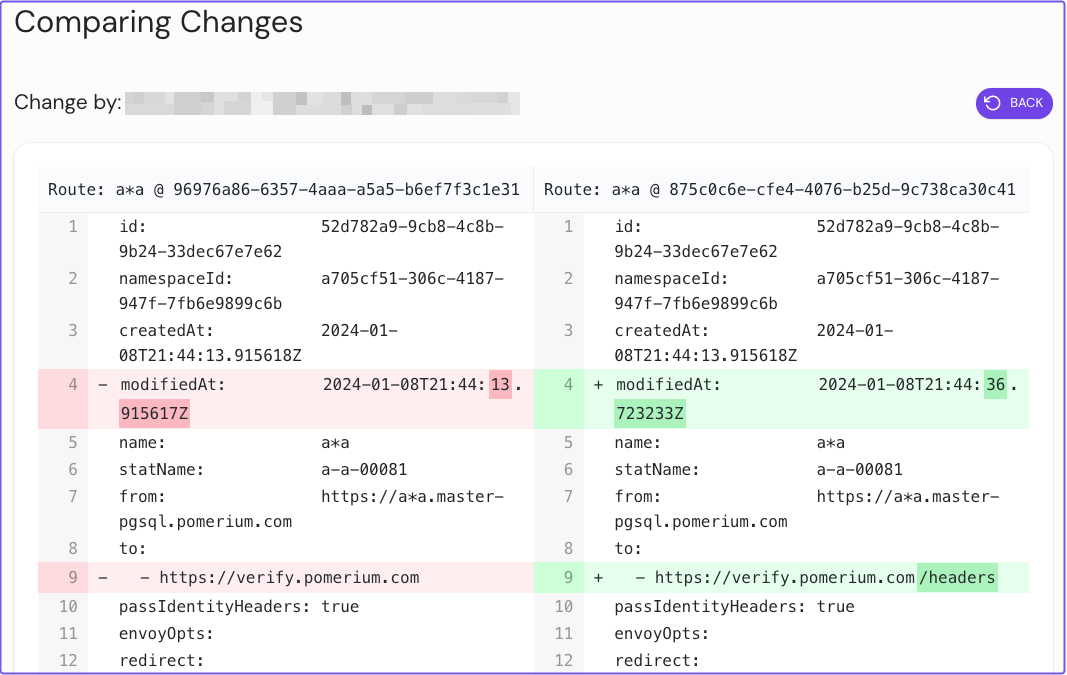 Comparing Changes
Change by:
BACK
Route: a*a @ 96976a86-6357-4aaa-a5a5-b6ef7f3c1e31
1 id: 52d782a9-9cb8-4c8b-
9b24-33dec67e7e62
2 namespaceId: a705cf51-306c-4187-
947f-7fb6e9899c6b
3 createdAt: 2024-01-
08T21:44:13.915618Z
4 - modifiedAt: 2024-01-08T21:44:13.
915617Z
5 name: a*a
6 statName: a-a-00081
7 from: https://a*a.master-
pgsql.pomerium.com
8 to:
9 - - https://verify.pomerium.com
10 passIdentityHeaders: true
11 envoyOpts:
12 redirect:
Route: a*a @ 875c0c6e-cfe4-4076-b25d-9c738ca30c41
1 id: 52d782a9-9cb8-4c8b-
9b24-33dec67e7e62
2 namespaceId: a705cf51-306c-4187-
947f-7fb6e9899c6b
3 createdAt: 2024-01-
08T21:44:13.915618Z
4 + modifiedAt: 2024-01-08T21:44:36.
723233Z
5 name: a*a
6 statName: a-a-00081
7 from: https://a*a.master-
pgsql.pomerium.com
8 to:
9 + - https://verify.pomerium.com/headers
10 passIdentityHeaders: true
11 envoyOpts:
12 redirect: